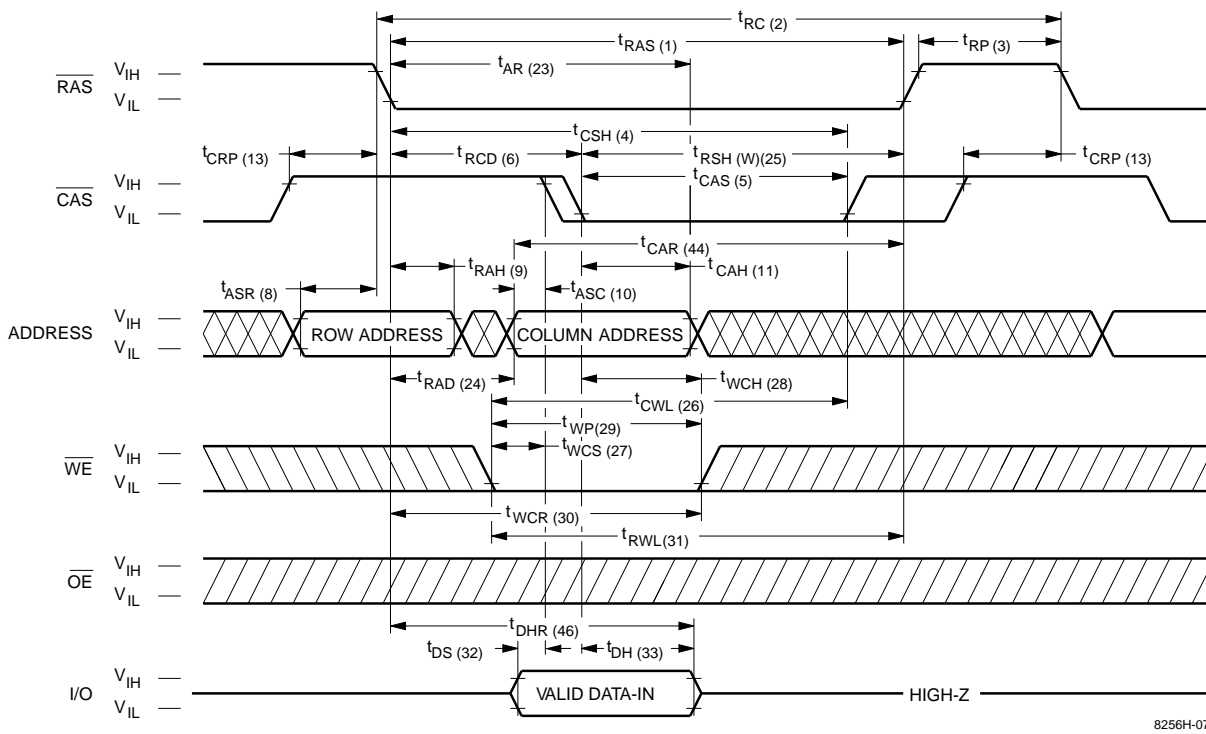 tRC (2)
tRAS (1)
tRP (3)
tAR (23)
RAS
VIH
VIL
tCSH (4)
tCRP (13)
tRCD (6)
tRSH (W)(25)
tCRP (13)
tCAS (5)
CAS
VIH
VIL
tCAR (44)
tRAH (9)
tCAH (11)
tASR (8)
tASC (10)
ADDRESS
VIH
VIL
ROW ADDRESS
COLUMN ADDRESS
tRAD (24)
tWCH (28)
tCWL (26)
tWP(29)
tWCS (27)
WE
VIH
VIL
tWCR (30)
tRWL(31)
OE
VIH
VIL
tDHR (46)
tDS (32)
tDH (33)
I/O
VIH
VIL
VALID DATA-IN
HIGH-Z
8256H-07